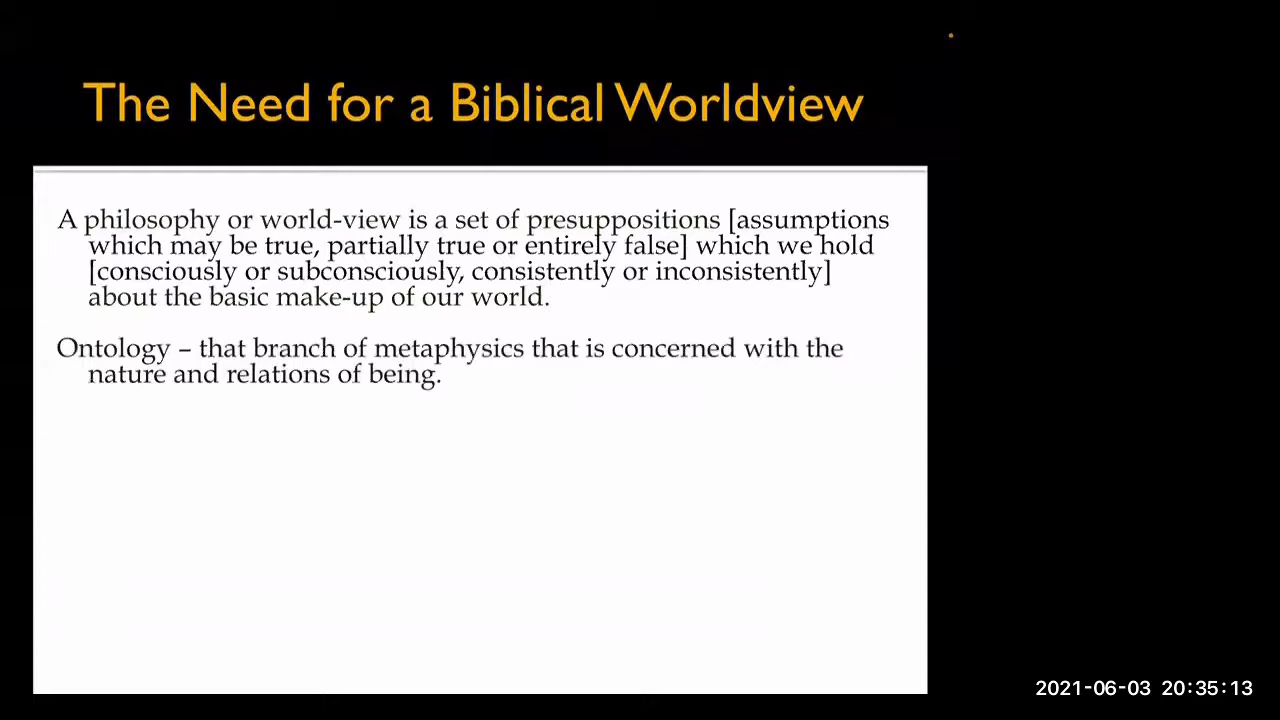 The Need for a Biblical Worldview
A philosophy or world-view is a set of presuppositions [assumptions
which may be true, partially true or entirely false] which we hold
[consciously or subconsciously, consistently or inconsistently]
about the basic make-up of our world.
Ontology – that branch of metaphysics that is concerned with the
nature and relations of being.
2021-06-03 20:35:13